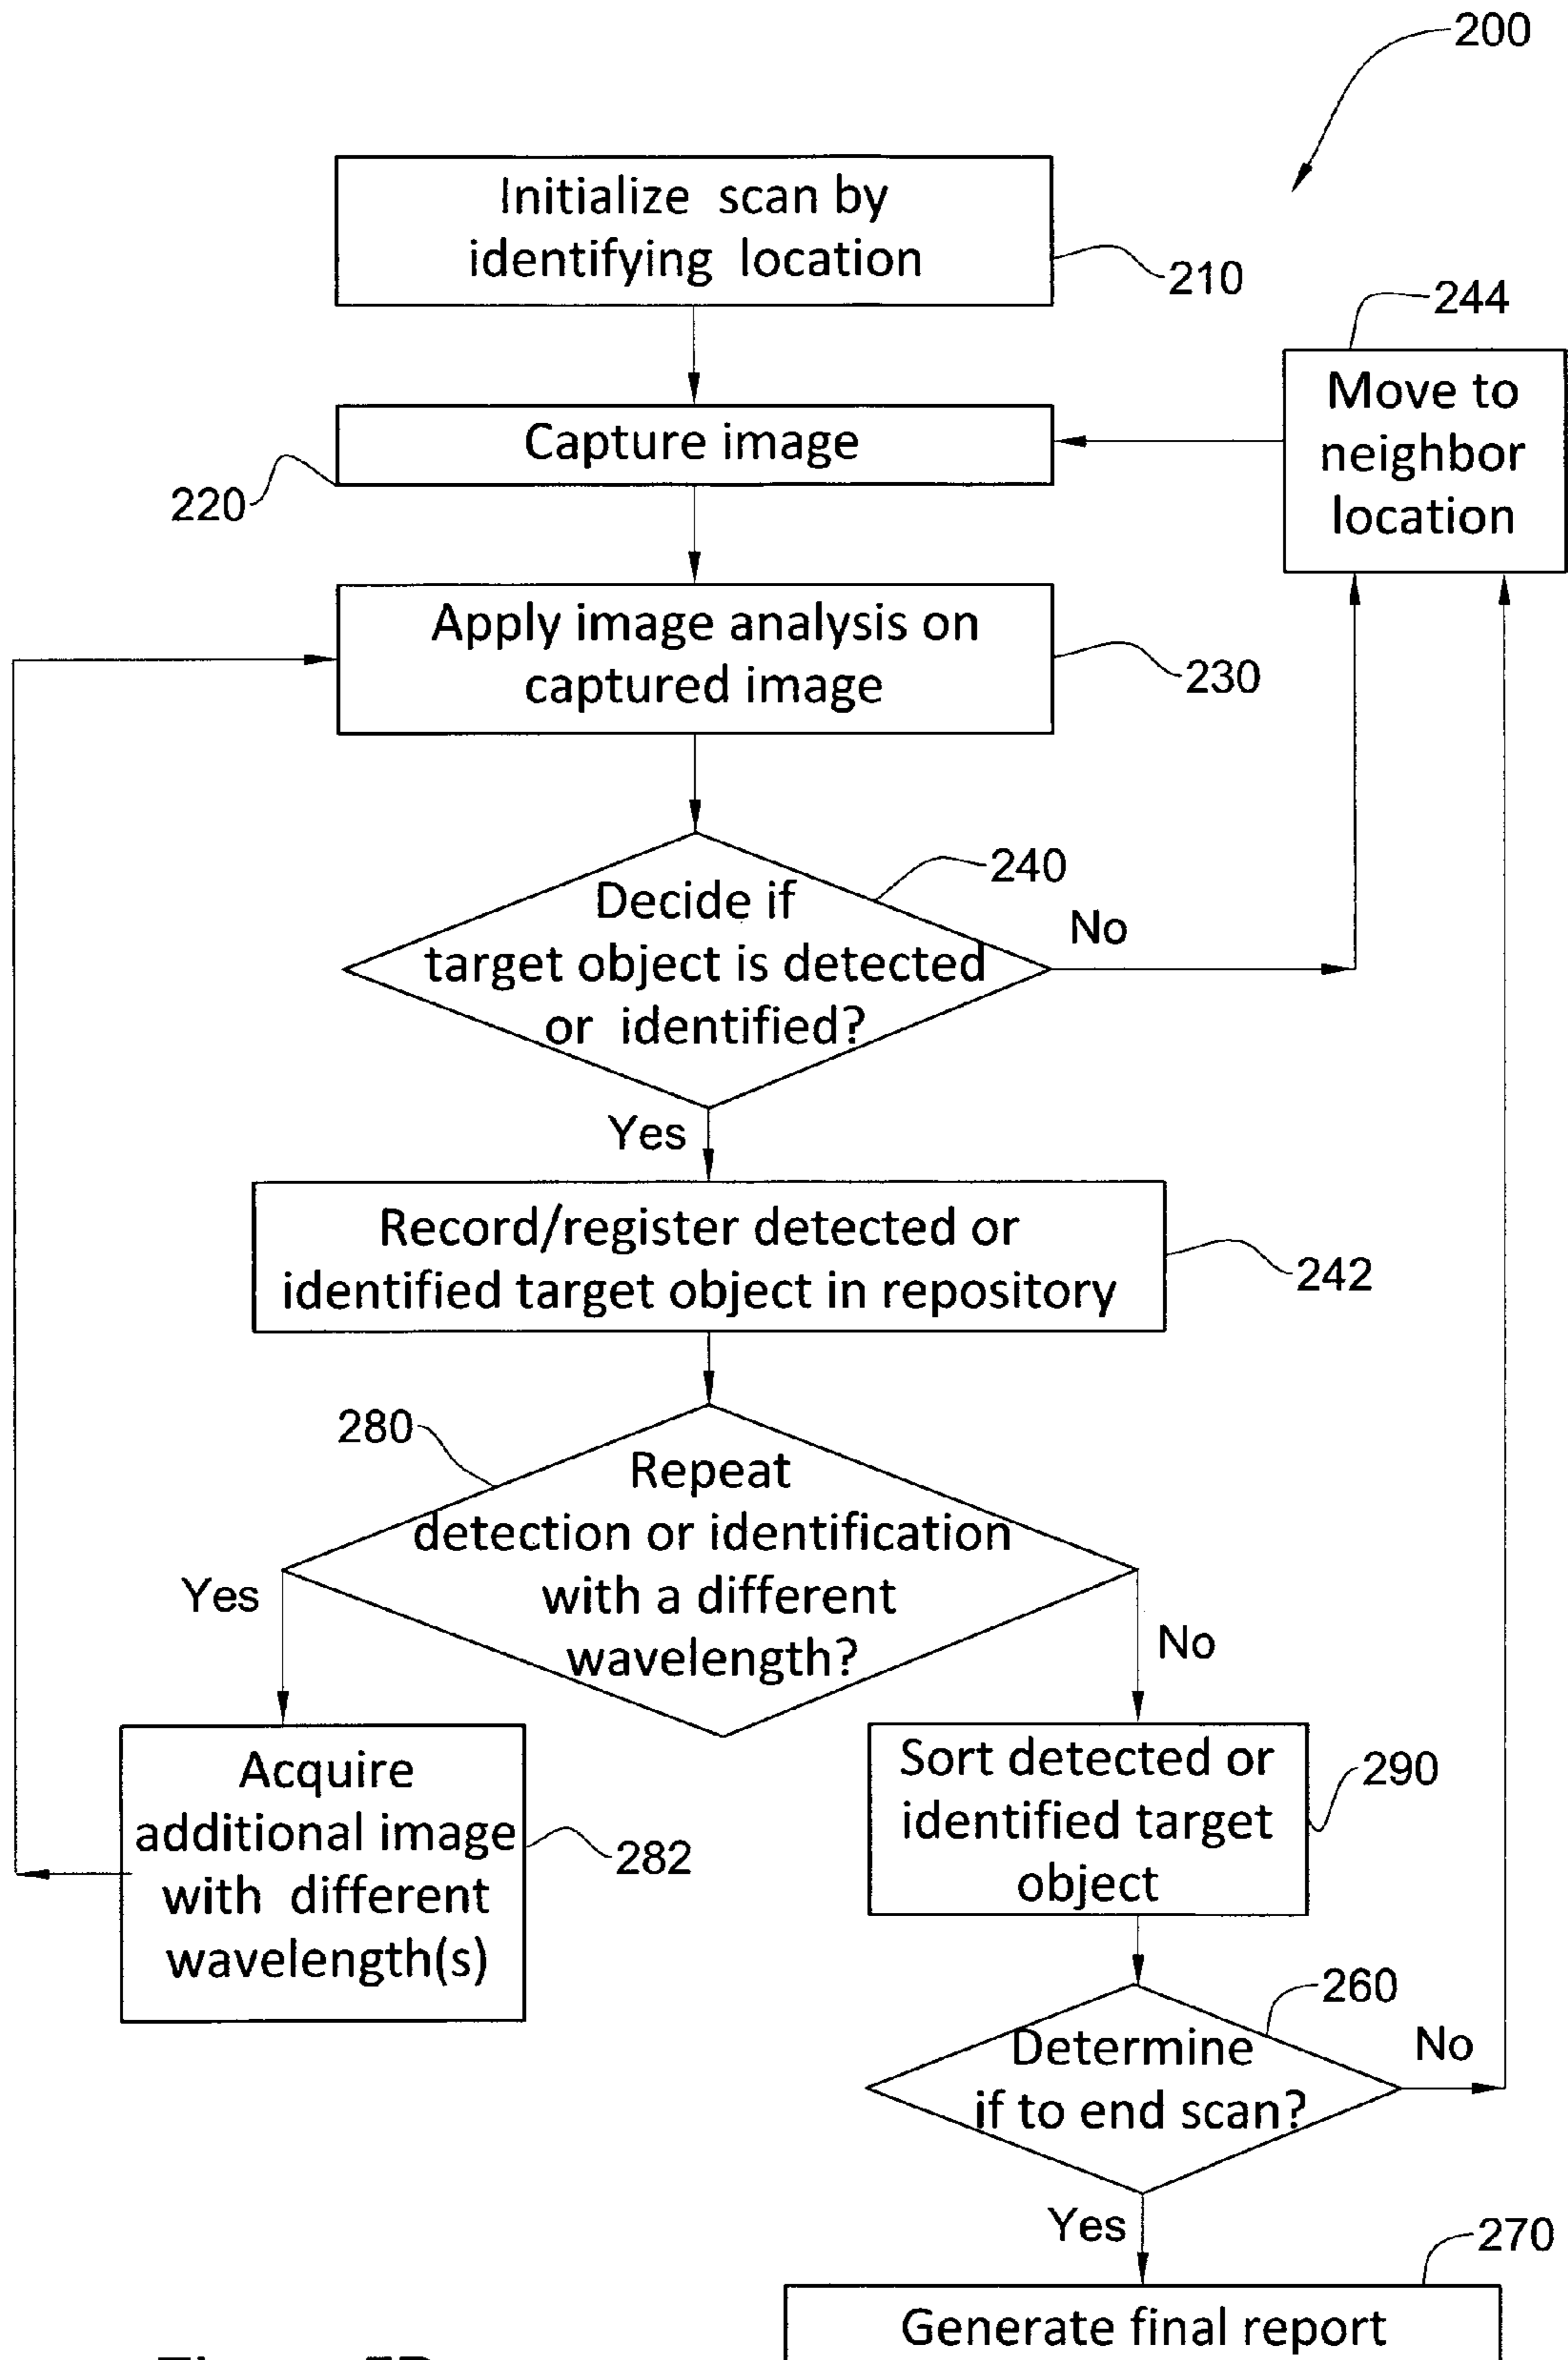 200
Initialize scan by
identifying location
210
244
Move to
neighbor
location
Capture image
220
Apply image analysis on
captured image
230
240
Decide if
target object is detected
or identified?
No
Yes
Record/register detected or
identified target object in repository
242
280
Repeat
detection or identification
with a different
wavelength?
Yes
No
Acquire
additional image
with different
wavelength(s)
282
Sort detected or
identified target
object
290
260
Determine
if to end scan?
No
Yes
270
Generate final report